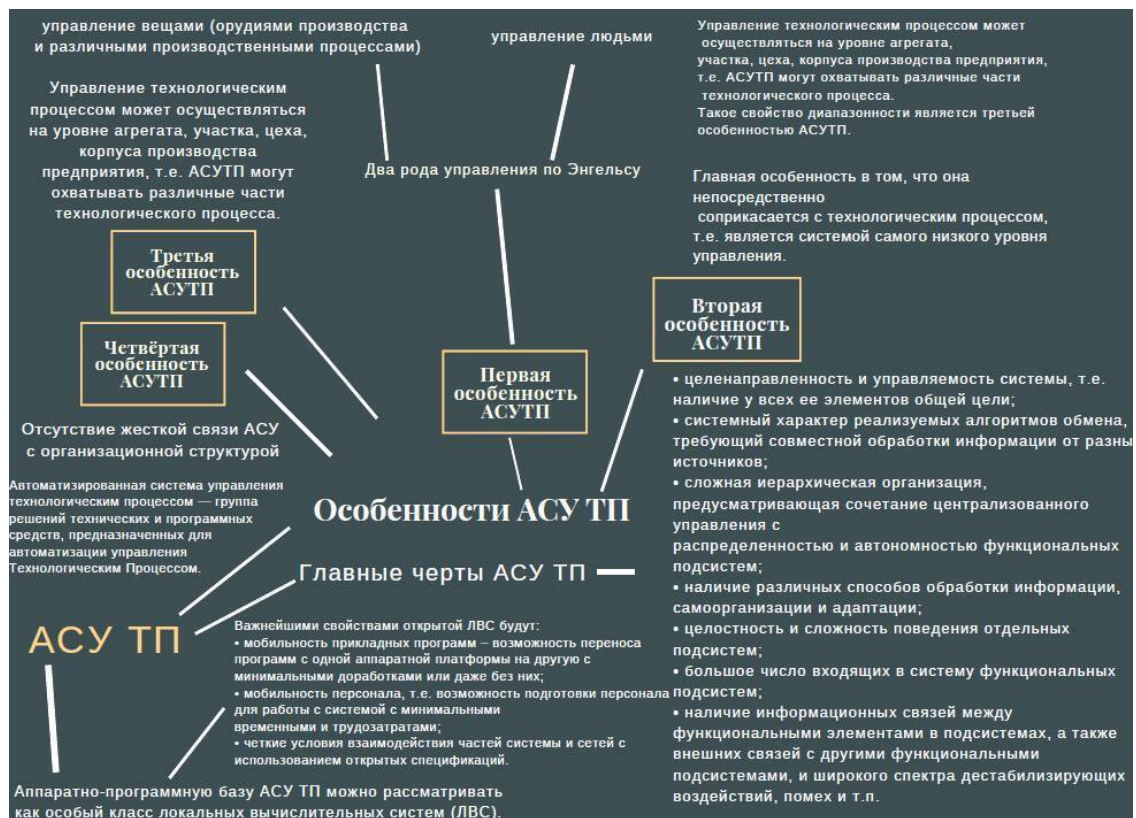 управление вещами (орудиями производства
и различными производственными процессами)
управление людьми
Управление технологическим процессом может
осуществляться на уровне агрегата,
участка, цеха, корпуса производства предприятия,
т.е. АСУТП могут охватывать различные части
технологического процесса.
Такое свойство диапазонности является третьей
особенностью АСУТП.
Управление технологическим
процессом может осуществляться
на уровне агрегата, участка, цеха,
корпуса производства
предприятия, т.е. АСУТП могут
охватывать различные части
технологического процесса.
Два рода управления по Энгельсу
Главная особенность в том, что она
непосредственно
соприкасается с технологическим процессом,
т.е. является системой самого низкого уровня
управления.
Третья
особенность
АСУТП
Четвёртая
особенность
АСУТП
Первая
особенность
АСУТП
Вторая
особенность
АСУТП
Отсутствие жесткой связи АСУ
с организационной структурой
Автоматизированная система управления
технологическим процессом — группа
решений технических и программных
средств, предназначенных для
автоматизации управления
Технологическим Процессом.
Особенности АСУ ТП
Главные черты АСУ ТП
• целенаправленность и управляемость системы, т.е.
наличие у всех ее элементов общей цели;
• системный характер реализуемых алгоритмов обмена,
требующий совместной обработки информации от разны
источников;
• сложная иерархическая организация,
предусматривающая сочетание централизованного
управления с
распределенностью и автономностью функциональных
подсистем;
• наличие различных способов обработки информации,
самоорганизации и адаптации;
• целостность и сложность поведения отдельных
подсистем;
• большое число входящих в систему функциональных
подсистем;
• наличие информационных связей между
функциональными элементами в подсистемах, а также
внешних связей с другими функциональными
подсистемами, и широкого спектра дестабилизирующих
воздействий, помех и т.п.
АСУ ТП
Важнейшими свойствами открытой ЛВС будут:
• мобильность прикладных программ – возможность переноса
программ с одной аппаратной платформы на другую с
минимальными доработками или даже без них;
• мобильность персонала, т.е. возможность подготовки персонала
для работы с системой с минимальными
временными и трудозатратами;
• четкие условия взаимодействия частей системы и сетей с
использованием открытых спецификаций.
Аппаратно-программную базу АСУ ТП можно рассматривать
как особый класс локальных вычислительных систем (ЛВС).